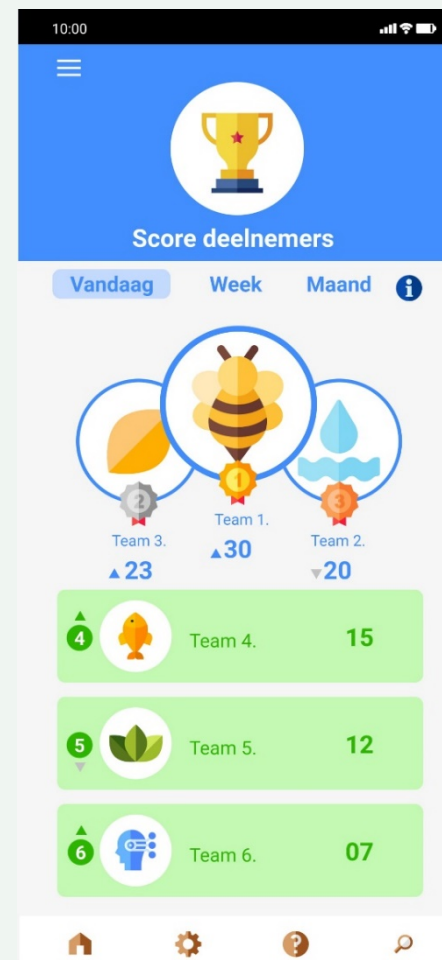 10:00
Score deelnemers
Vandaag Week Maand i
1
2
3
Team 1.
30
Team 3.
23
Team 2.
20
4 Team 4. 15
5 Team 5. 12
6 Team 6. 07
?